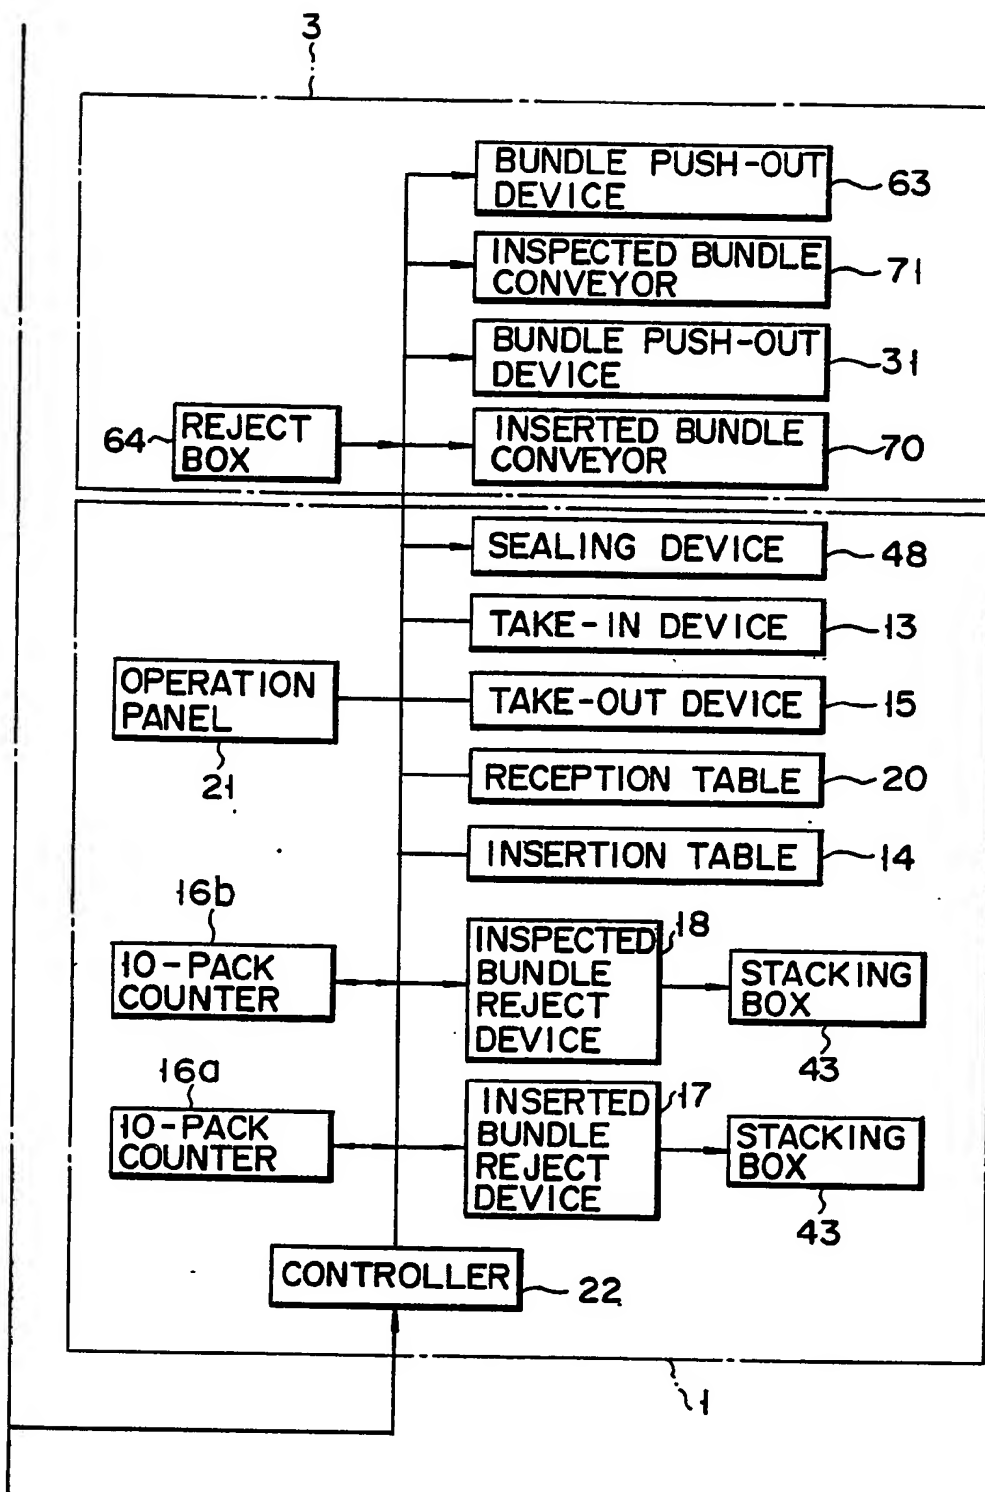 3
BUNDLE PUSH-OUT
DEVICE
63
INSPECTED BUNDLE
CONVEYOR
71
BUNDLE PUSH-OUT
DEVICE
31
64
REJECT
BOX
INSERTED BUNDLE
CONVEYOR
70
SEALING DEVICE
48
TAKE-IN DEVICE
13
OPERATION
PANEL
21
TAKE-OUT DEVICE
15
RECEPTION TABLE
20
INSERTION TABLE
14
16b
10-PACK
COUNTER
INSPECTED
BUNDLE
REJECT
DEVICE
18
STACKING
BOX
43
16a
10-PACK
COUNTER
INSERTED
BUNDLE
REJECT
DEVICE
17
STACKING
BOX
43
CONTROLLER
22
1